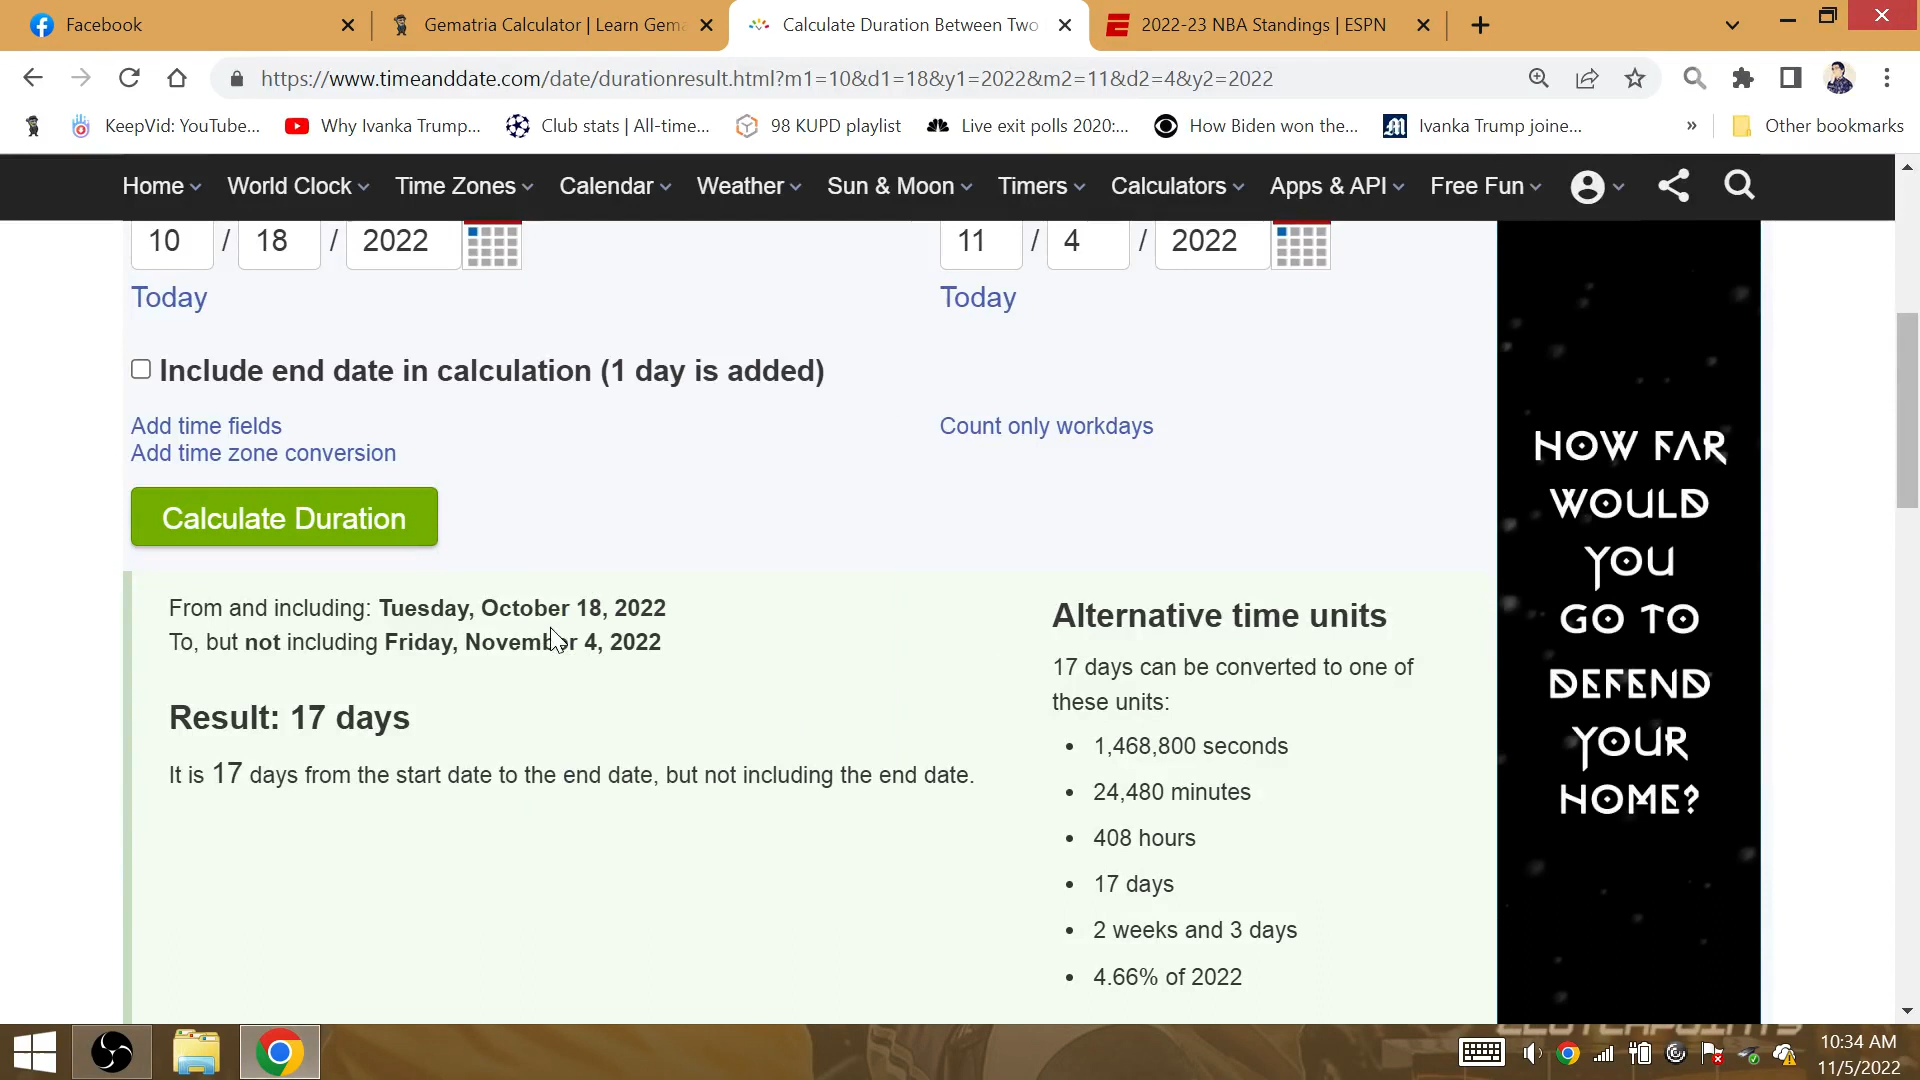 Facebook
Gematria Calculator | Learn Gema
Calculate Duration Between Two
2022-23 NBA Standings | ESPN
https://www.timeanddate.com/date/durationresult.html?m1=10&d1=18&y1=2022&m2=11&d2=4&y2=2022
KeepVid: YouTube...
Why Ivanka Trump...
Club stats | All-time...
98 KUPD playlist
Live exit polls 2020:...
How Biden won the...
Ivanka Trump joine...
»
Other bookmarks
Home
World Clock
Time Zones
Calendar
Weather
Sun & Moon
Timers
Calculators
Apps & API
Free Fun
10 / 18 / 2022
11 / 4 / 2022
Today
Today
Include end date in calculation (1 day is added)
Add time fields
Count only workdays
Add time zone conversion
Calculate Duration
From and including: Tuesday, October 18, 2022
To, but not including Friday, November 4, 2022
Result: 17 days
It is 17 days from the start date to the end date, but not including the end date.
Alternative time units
17 days can be converted to one of
these units:
• 1,468,800 seconds
• 24,480 minutes
• 408 hours
• 17 days
• 2 weeks and 3 days
• 4.66% of 2022
HOW FAR
WOULD
YOU
GO TO
DEFEND
YOUR
HOME?
CLUTCHPOINTS
10:34 AM
11/5/2022